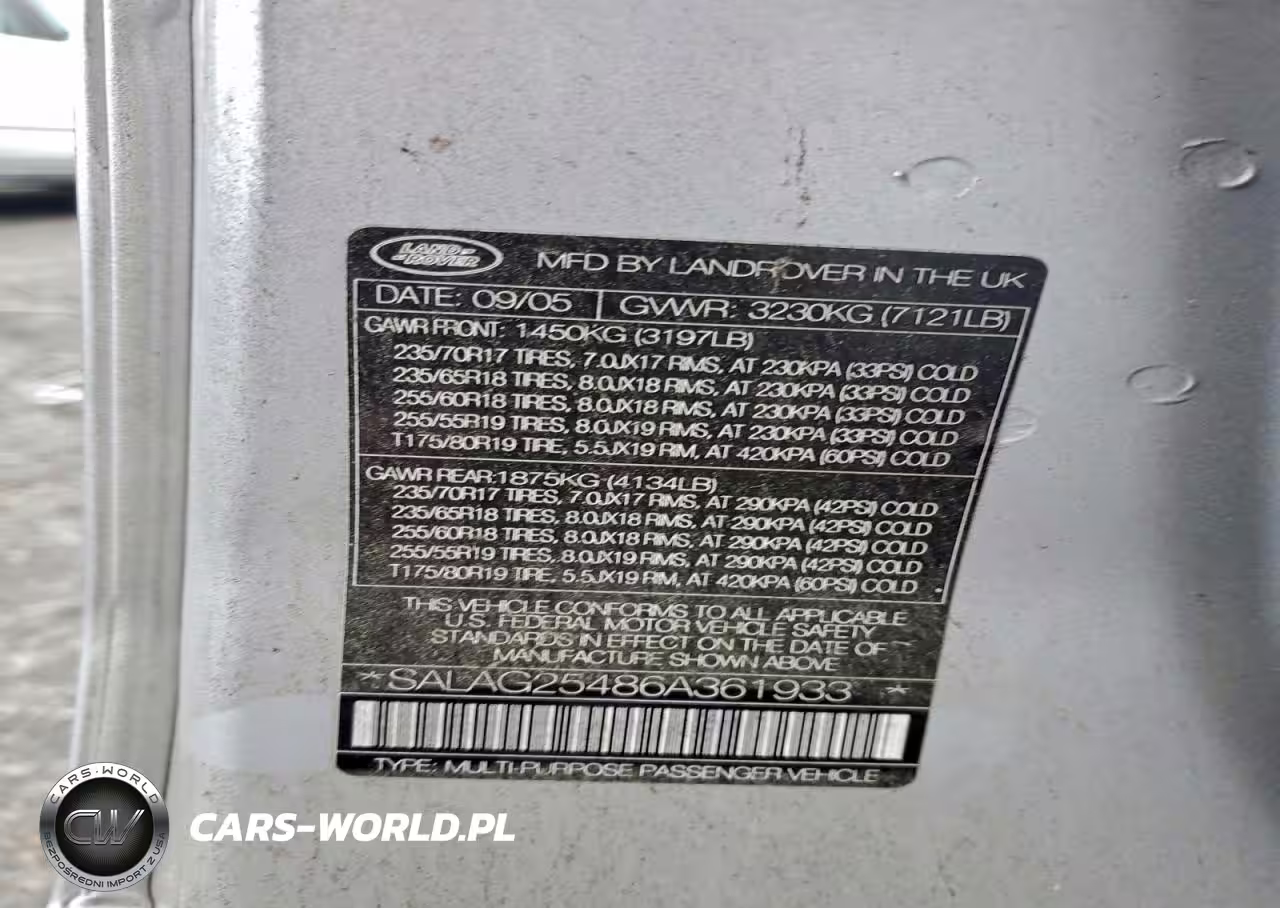 LAND
ROVER
MFD BY LANDROVER IN THE UK
DATE: 09/05 GVWR: 3230KG (7121LB)
GAWR FRONT: 1450KG (3197LB)
235/70R17 TIRES, 7.0JX17 RIMS, AT 230KPA (33PSI) COLD
235/65R18 TIRES, 8.0JX18 RIMS, AT 230KPA (33PSI) COLD
255/60R18 TIRES, 8.0JX18 RIMS, AT 230KPA (33PSI) COLD
255/55R19 TIRES, 8.0JX19 RIMS, AT 230KPA (33PSI) COLD
T175/80R19 TIRE, 5.5JX19 RIM, AT 420KPA (60PSI) COLD
GAWR REAR:1875KG (4134LB)
235/70R17 TIRES, 7.0JX17 RIMS, AT 290KPA (42PSI) COLD
235/65R18 TIRES, 8.0JX18 RIMS, AT 290KPA (42PSI) COLD
255/60R18 TIRES, 8.0JX18 RIMS, AT 290KPA (42PSI) COLD
255/55R19 TIRES, 8.0JX19 RIMS, AT 290KPA (42PSI) COLD
T175/80R19 TIRE, 5.5JX19 RIM, AT 420KPA (60PSI) COLD
THIS VEHICLE CONFORMS TO ALL APPLICABLE
U.S. FEDERAL MOTOR VEHICLE SAFETY
STANDARDS IN EFFECT ON THE DATE OF
MANUFACTURE SHOWN ABOVE
*SALAG25486A361933*
TYPE: MULTI-PURPOSE PASSENGER VEHICLE
CARS-WORLD
CW
BEZPOŚREDNI IMPORT Z USA
CARS-WORLD.PL